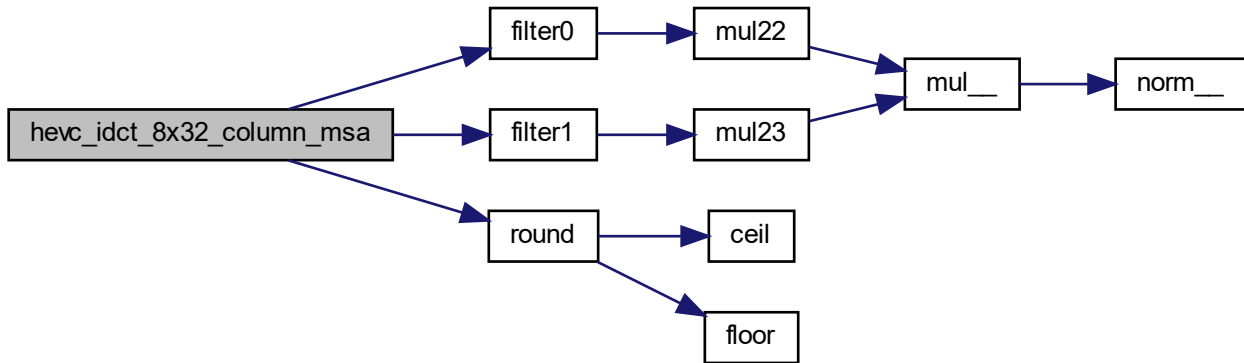 hevc_idct_8x32_column_msa
filter0
mul22
filter1
mul23
mul__
norm__
round
ceil
floor